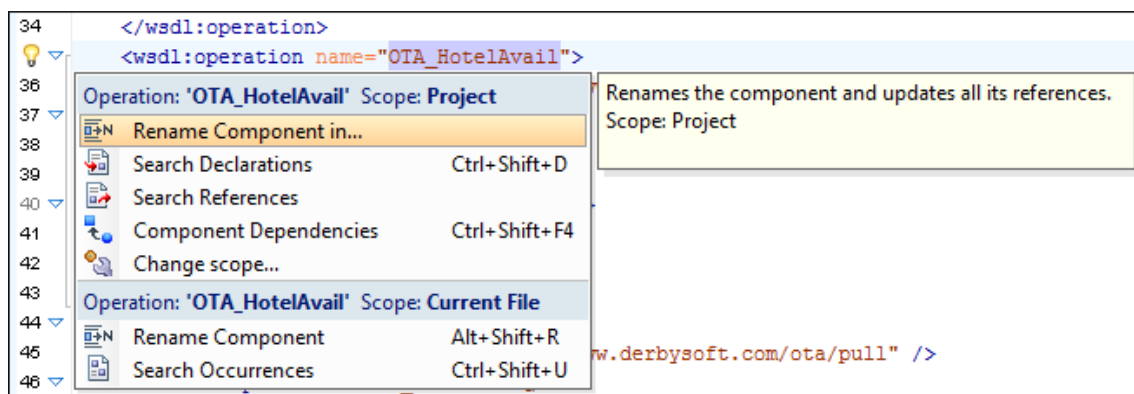 34 </wsdl:operation>
<wsdl:operation name="OTA_HotelAvail">
36
Operation: 'OTA_HotelAvail' Scope: Project
Renames the component and updates all its references.
Scope: Project
37
Rename Component in...
38
Search Declarations Ctrl+Shift+D
39
Search References
40
41 Component Dependencies Ctrl+Shift+F4
42 Change scope...
43
Operation: 'OTA_HotelAvail' Scope: Current File
44
Rename Component Alt+Shift+R
45 w.derbysoft.com/ota/pull" />
Search Occurrences Ctrl+Shift+U
46